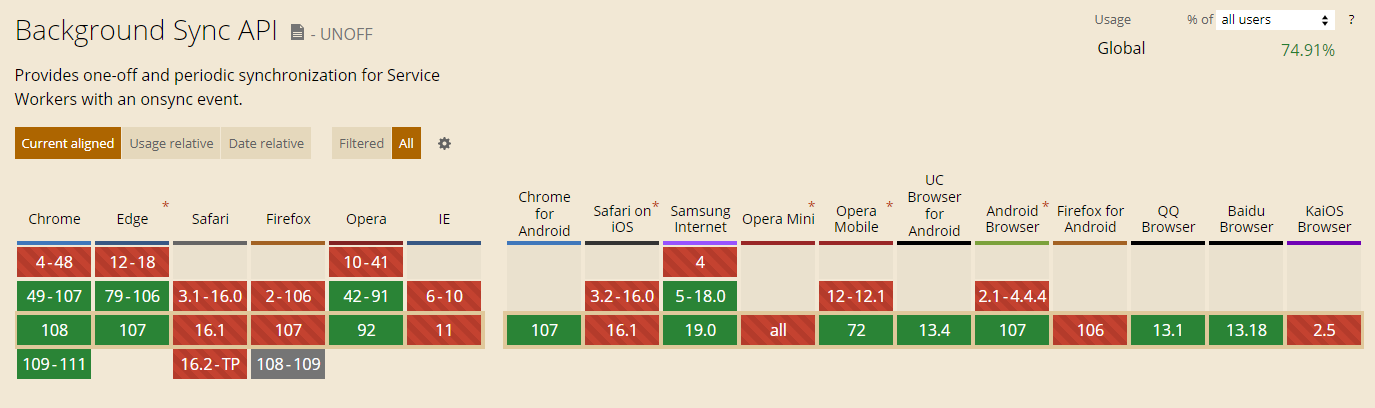 Background Sync API - UNOFF
Usage % of all users ?
Global 74.91%
Provides one-off and periodic synchronization for Service
Workers with an onsync event.
Current aligned Usage relative Date relative Filtered All
Chrome
Edge *
Safari
Firefox
Opera
IE
Chrome
for
Android
Safari on *
iOS
Samsung
Internet
Opera Mini *
Opera *
Mobile
UC
Browser
for
Android
Android *
Browser
Firefox for
Android
QQ
Browser
Baidu
Browser
KaiOS
Browser
4-48 12-18 10-41 4
49-107 79-106 3.1-16.0 2-106 42-91 6-10 3.2-16.0 5-18.0 12-12.1 2.1-4.4.4
108 107 16.1 107 92 11 107 16.1 19.0 all 72 13.4 107 106 13.1 13.18 2.5
109-111 16.2-TP 108-109